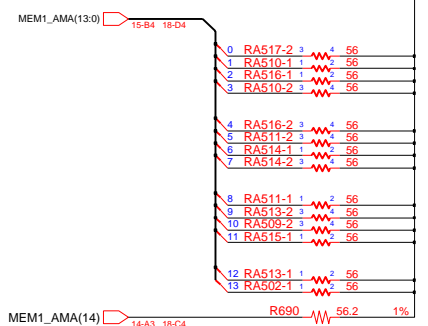 MEM1_AMA(13:0) 15-B4 18-D4
0 RA517-2 3 4 56
1 RA510-1 1 2 56
2 RA516-1 1 2 56
3 RA510-2 3 4 56
4 RA516-2 3 4 56
5 RA511-2 3 4 56
6 RA514-1 1 2 56
7 RA514-2 3 4 56
8 RA511-1 1 2 56
9 RA513-2 3 4 56
10 RA509-2 3 4 56
11 RA515-1 1 2 56
12 RA513-1 1 2 56
13 RA502-1 1 2 56
MEM1_AMA(14) 14-A3 18-C4 R690 56.2 1%